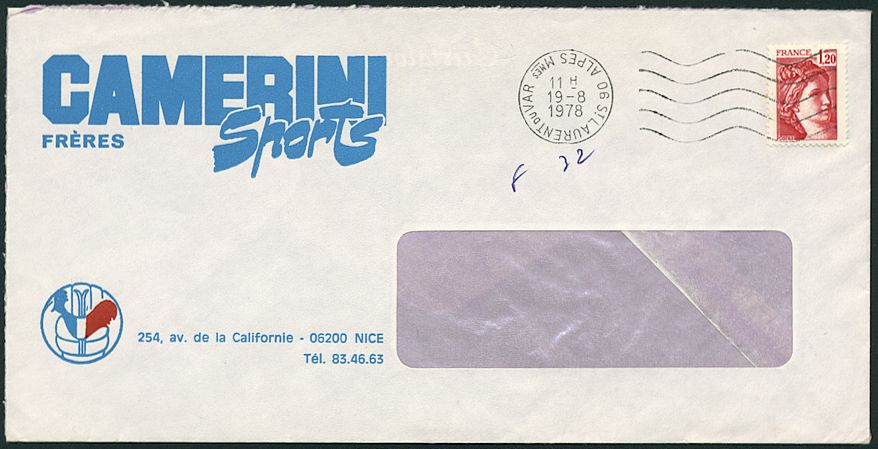 CAMERINI
Sports
FRÈRES
06 ST LAURENT DU VAR
ALPES MMES
11 H
19-8
1978
FRANCE
1,20
8 32
254, av. de la Californie - 06200 NICE
Tél. 83.46.63